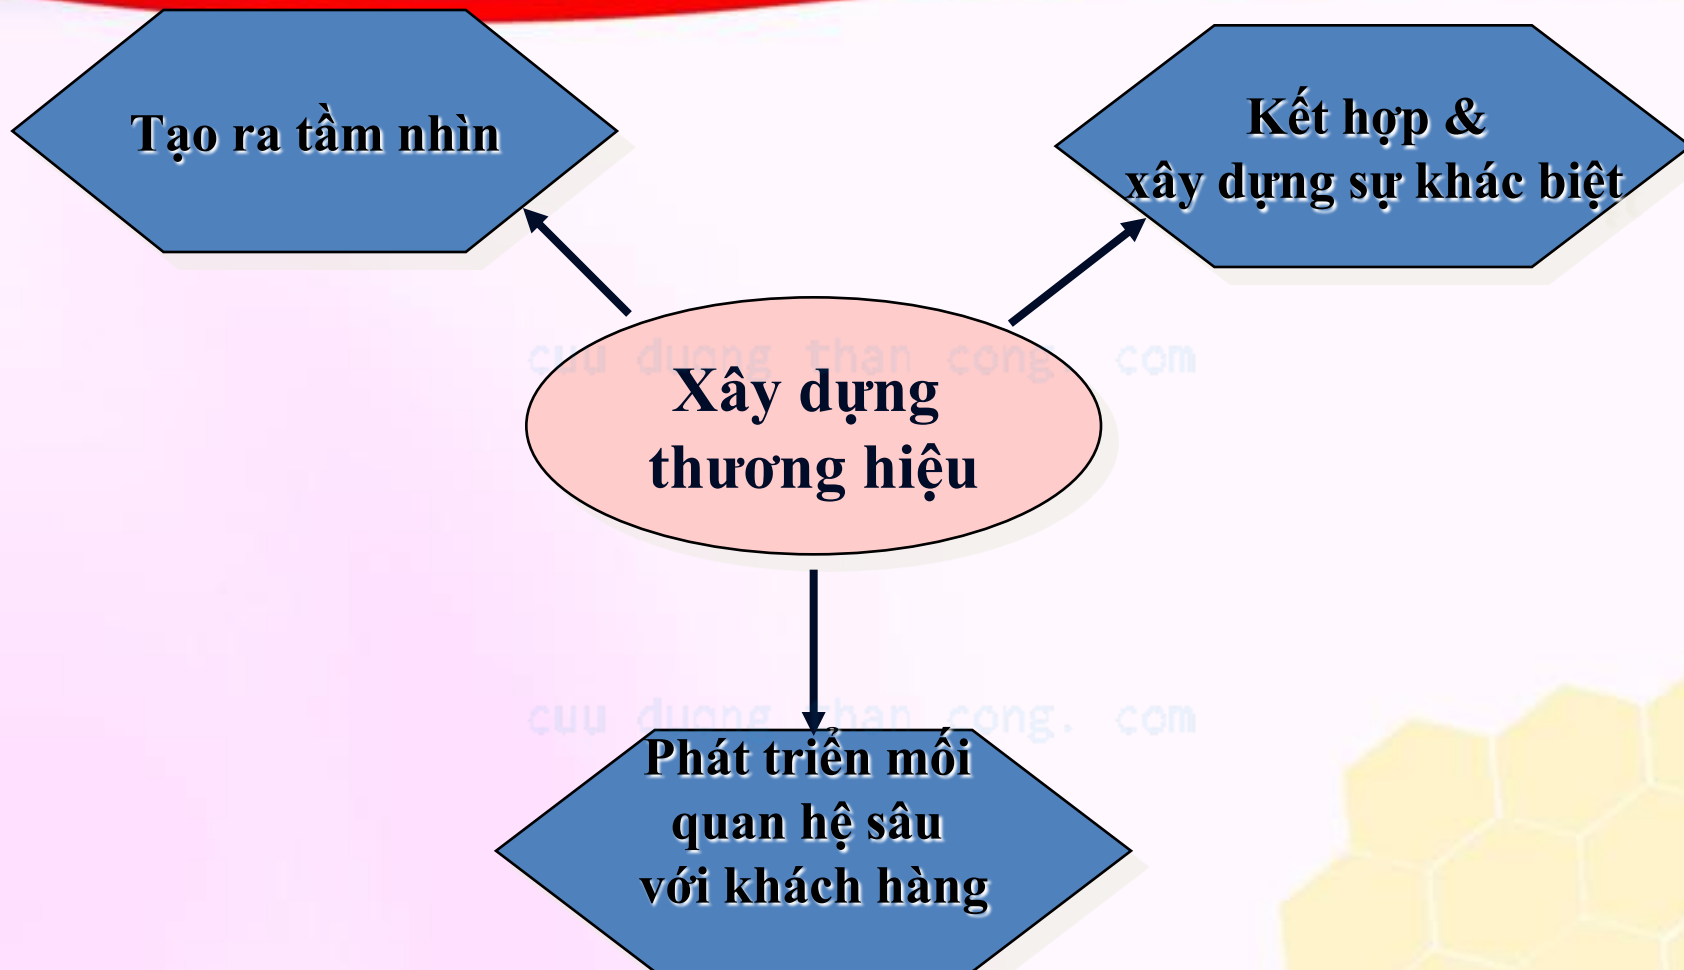 Tạo ra tầm nhìn
Kết hợp &
xây dựng sự khác biệt
cuu duong than cong. com
Xây dựng
thương hiệu
cuu duong than cong. com
Phát triển mối
quan hệ sâu
với khách hàng